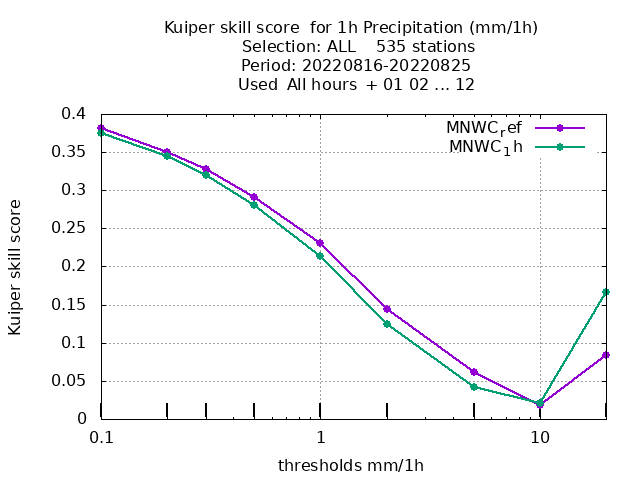 Kuiper skill score for 1h Precipitation (mm/1h)
Selection: ALL 535 stations
Period: 20220816-20220825
Used All hours + 01 02 ... 12
MNWCref
MNWC1h
0.4
0.35
0.3
0.25
0.2
0.15
0.1
0.05
0
Kuiper skill score
0.1 1 10
thresholds mm/1h